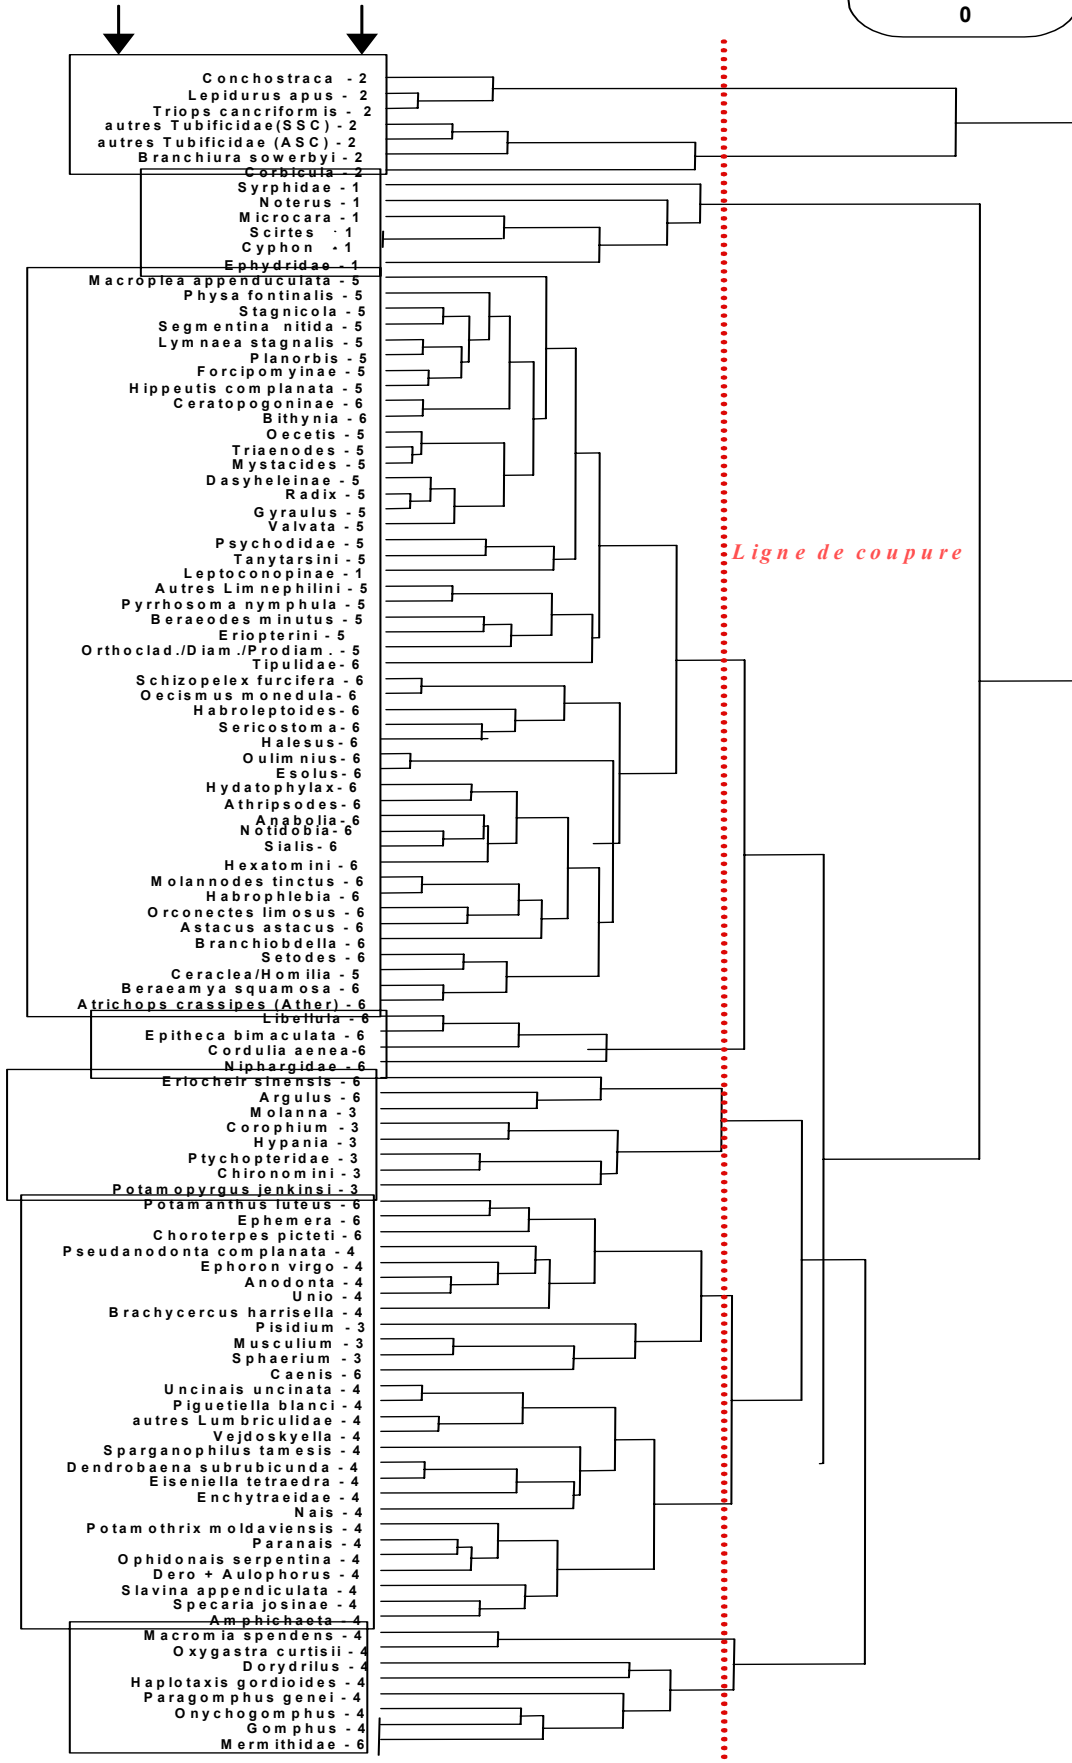 0
Conchostraca - 2
Lepidurus apus - 2
Triops cancriformis - 2
autres Tubificidae(SSC) - 2
autres Tubificidae (ASC) - 2
Branchiura sowerbyi - 2
Corbicula - 2
Syrphidae - 1
Noterus - 1
Microcara - 1
Scirtes - 1
Cyphon - 1
Ephydridae - 1
Macroplea appenduculata - 5
Physa fontinalis - 5
Stagnicola - 5
Segmentina nitida - 5
Lymnaea stagnalis - 5
Planorbis - 5
Forcipomyinae - 5
Hippeutis complanata - 5
Ceratopogoninae - 6
Bithynia - 6
Oecetis - 5
Triaenodes - 5
Mystacides - 5
Dasyheleinae - 5
Radix - 5
Gyraulus - 5
Valvata - 5
Psychodidae - 5
Ligne de coupure
Tanytarsini - 5
Leptoconopinae - 1
Autres Limnephilini - 5
Pyrrhosoma nymphula - 5
Beraeodes minutus - 5
Eriopterini - 5
Orthoclad./Diam./Prodiam. - 5
Tipulidae- 6
Schizopelex furcifera - 6
Oecismus monedula- 6
Habroleptoides - 6
Sericostoma- 6
Halesus- 6
Oulimnius- 6
Esolus- 6
Hydatophylax- 6
Athripsodes- 6
Anabolia- 6
Notidobia- 6
Sialis- 6
Hexatomini - 6
Molannodes tinctus - 6
Habrophlebia - 6
Orconectes limosus - 6
Astacus astacus - 6
Branchiobdella - 6
Setodes - 6
Ceraclea/Homilia - 5
Beraeamya squamosa - 6
Atrichops crassipes (Ather) - 6
Libellula - 6
Epitheca bimaculata - 6
Cordulia aenea-6
Niphargidae - 6
Eriocheir sinensis - 6
Argulus - 6
Molanna - 3
Corophium - 3
Hypania - 3
Ptychopteridae - 3
Chironomini - 3
Potamopyrgus jenkinsi - 3
Potamanthus luteus - 6
Ephemera - 6
Choroterpes picteti - 6
Pseudanodonta complanata - 4
Ephoron virgo - 4
Anodonta - 4
Unio - 4
Brachycercus harrisella - 4
Pisidium - 3
Musculium - 3
Sphaerium - 3
Caenis - 6
Uncinais uncinata - 4
Piguetiella blanci - 4
autres Lumbriculidae - 4
Vejdoskyella - 4
Sparganophilus tamesis - 4
Dendrobaena subrubicunda - 4
Eiseniella tetraedra - 4
Enchytraeidae - 4
Nais - 4
Potamothrix moldaviensis - 4
Paranais - 4
Ophidonais serpentina - 4
Dero + Aulophorus - 4
Slavina appendiculata - 4
Specaria josinae - 4
Amphichaeta - 4
Macromia spendens - 4
Oxygastra curtisii - 4
Dorydrilus - 4
Haplotaxis gordioides - 4
Paragomphus genei - 4
Onychogomphus - 4
Gomphus - 4
Mermithidae - 6